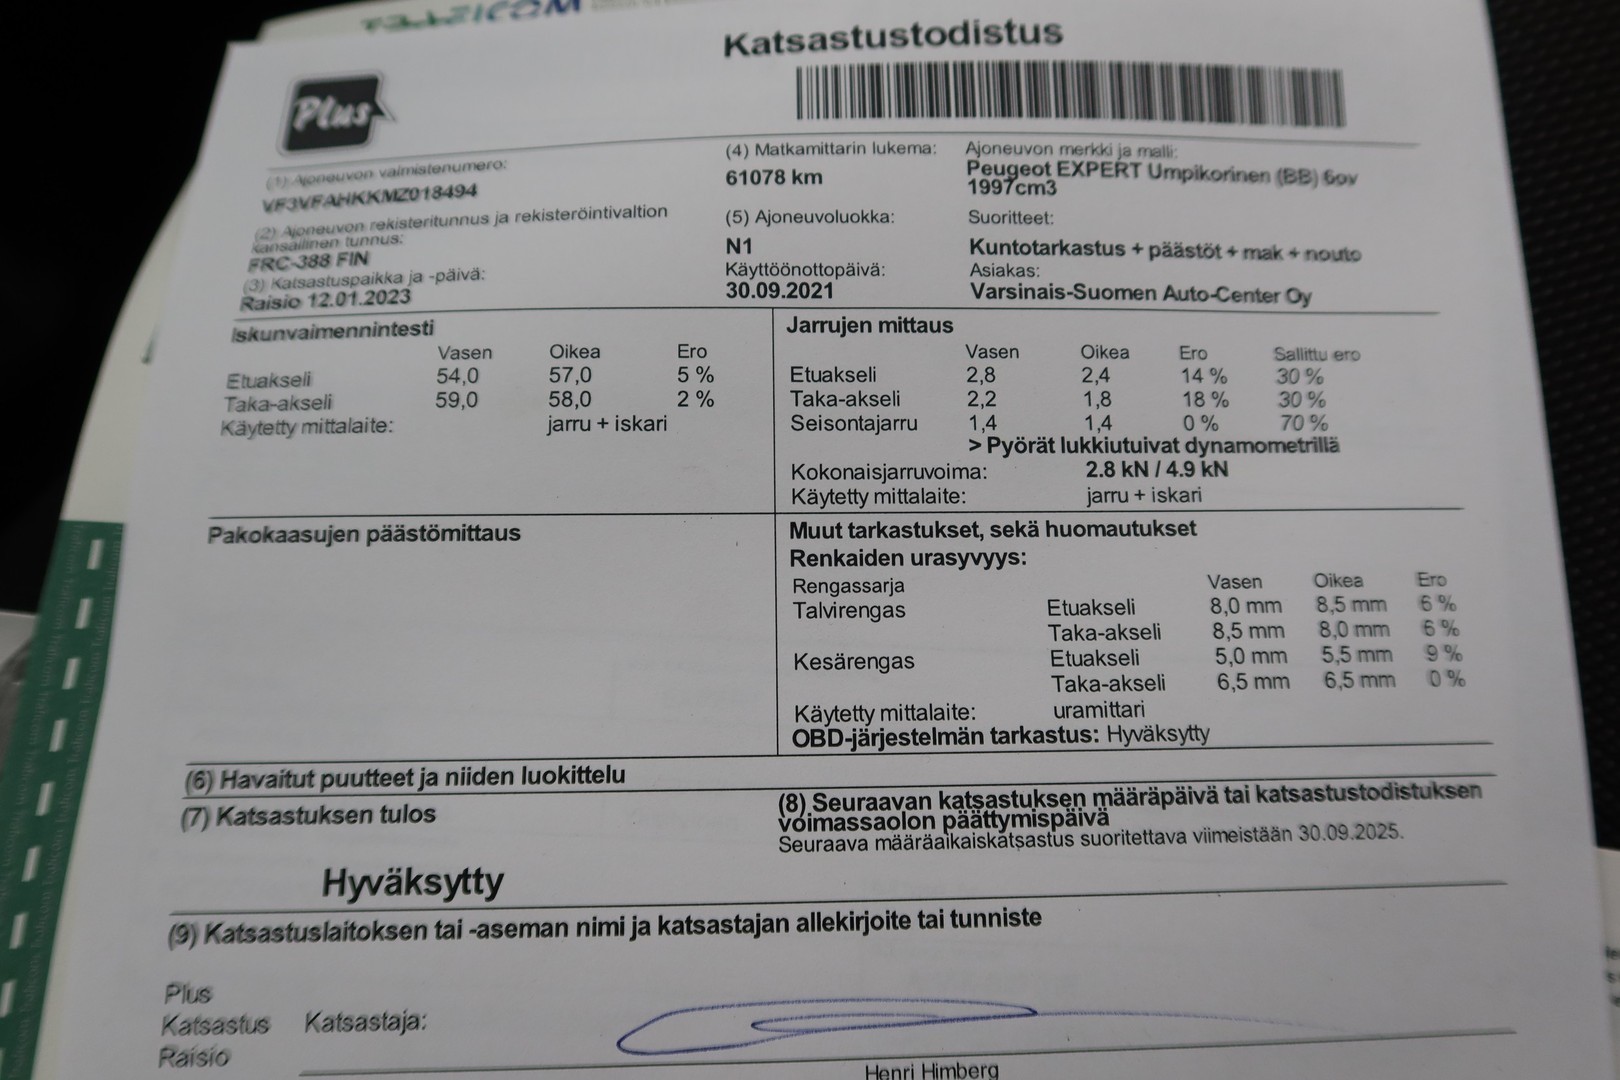 Katsastustodistus
Plus
(1) Ajoneuvon valmistenumero:
VF3VFAHKKMZ018494
(2) Ajoneuvon rekisteritunnus ja rekisteröintivaltion
kansallinen tunnus:
FRC-388 FIN
(3) Katsastuspaikka ja -päivä:
Raisio 12.01.2023
(4) Matkamittarin lukema:
61078 km
(5) Ajoneuvoluokka:
N1
Käyttöönottopäivä:
30.09.2021
Ajoneuvon merkki ja malli:
Peugeot EXPERT Umpikorinen (BB) 6ov
1997cm3
Suoritteet:
Kuntotarkastus + päästöt + mak + nouto
Asiakas:
Varsinais-Suomen Auto-Center Oy
Iskunvaimennintesti
Vasen Oikea Ero
Etuakseli 54,0 57,0 5 %
Taka-akseli 59,0 58,0 2 %
Käytetty mittalaite: jarru + iskari
Jarrujen mittaus
Vasen Oikea Ero Sallittu ero
Etuakseli 2,8 2,4 14 % 30 %
Taka-akseli 2,2 1,8 18 % 30 %
Seisontajarru 1,4 1,4 0 % 70 %
> Pyörät lukkiutuivat dynamometrillä
Kokonaisjarruvoima: 2.8 kN / 4.9 kN
Käytetty mittalaite: jarru + iskari
Pakokaasujen päästömittaus
Muut tarkastukset, sekä huomautukset
Renkaiden urasyvyys:
Rengassarja Vasen Oikea Ero
Talvirengas Etuakseli 8,0 mm 8,5 mm 6 %
Taka-akseli 8,5 mm 8,0 mm 6 %
Kesärengas Etuakseli 5,0 mm 5,5 mm 9 %
Taka-akseli 6,5 mm 6,5 mm 0 %
Käytetty mittalaite: uramittari
OBD-järjestelmän tarkastus: Hyväksytty
(6) Havaitut puutteet ja niiden luokittelu
(7) Katsastuksen tulos
Hyväksytty
(8) Seuraavan katsastuksen määräpäivä tai katsastustodistuksen
voimassaolon päättymispäivä
Seuraava määräaikaiskatsastus suoritettava viimeistään 30.09.2025.
(9) Katsastuslaitoksen tai -aseman nimi ja katsastajan allekirjoite tai tunniste
Plus
Katsastus
Raisio
Katsastaja:
Henri Himberg